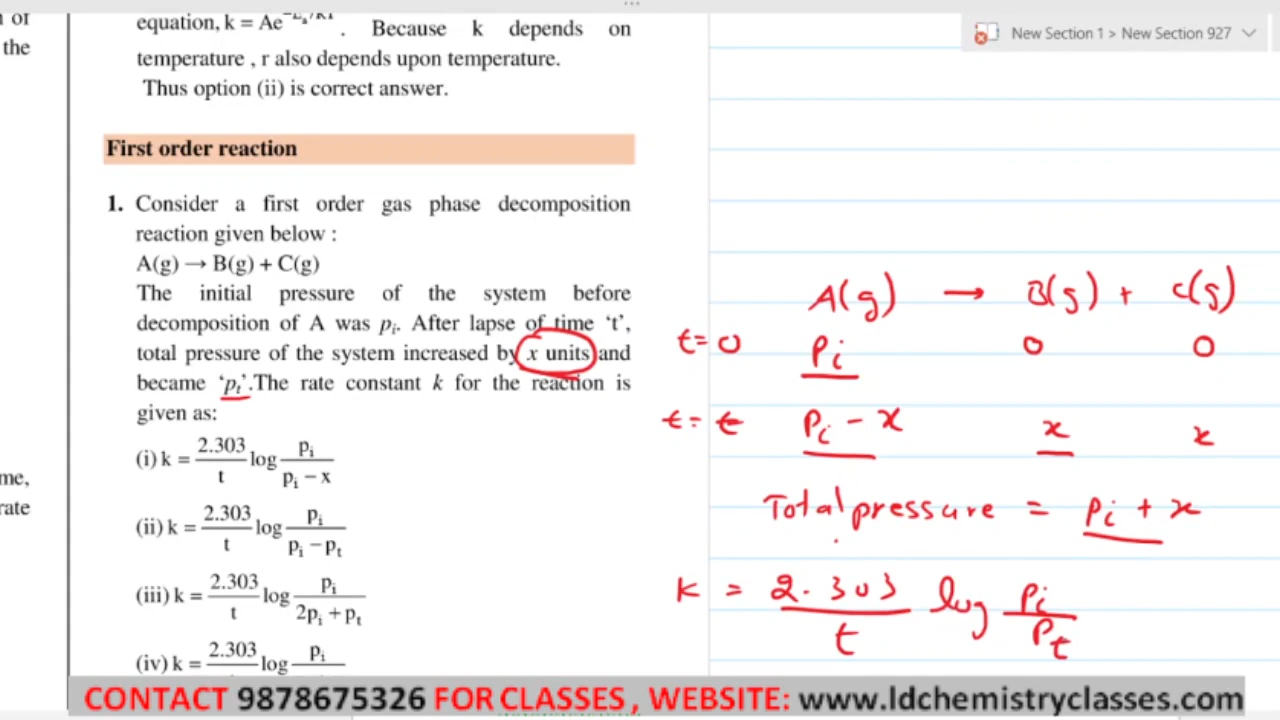 n of
the
me,
rate
equation, k = Ae^–Ea/RT. Because k depends on
temperature , r also depends upon temperature.
Thus option (ii) is correct answer.
First order reaction
1. Consider a first order gas phase decomposition
reaction given below :
A(g) → B(g) + C(g)
The initial pressure of the system before
decomposition of A was pᵢ. After lapse of time ‘t’,
total pressure of the system increased by x units and
became ‘pₜ’.The rate constant k for the reaction is
given as:
(i) k = 2.303/t log pᵢ/pᵢ – x
(ii) k = 2.303/t log pᵢ/pᵢ – pₜ
(iii) k = 2.303/t log pᵢ/2pᵢ + pₜ
(iv) k = 2.303 log pᵢ
New Section 1 > New Section 927
A(g) → B(g) + C(g)
t=0 Pi 0 0
t=t Pi - x x x
Total pressure = Pi + x
K = 2.303/t log Pi/Pt
CONTACT 9878675326 FOR CLASSES , WEBSITE: www.ldchemistryclasses.com